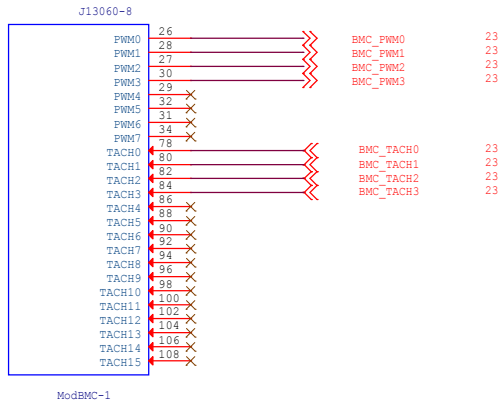 J13060-8
PWM0 26 BMC_PWM0 23
PWM1 28 BMC_PWM1 23
PWM2 27 BMC_PWM2 23
PWM3 30 BMC_PWM3 23
PWM4 29
PWM5 32
PWM6 31
PWM7 34
TACH0 78 BMC_TACH0 23
TACH1 80 BMC_TACH1 23
TACH2 82 BMC_TACH2 23
TACH3 84 BMC_TACH3 23
TACH4 86
TACH5 88
TACH6 90
TACH7 92
TACH8 94
TACH9 96
TACH10 98
TACH11 100
TACH12 102
TACH13 104
TACH14 106
TACH15 108
ModBMC-1